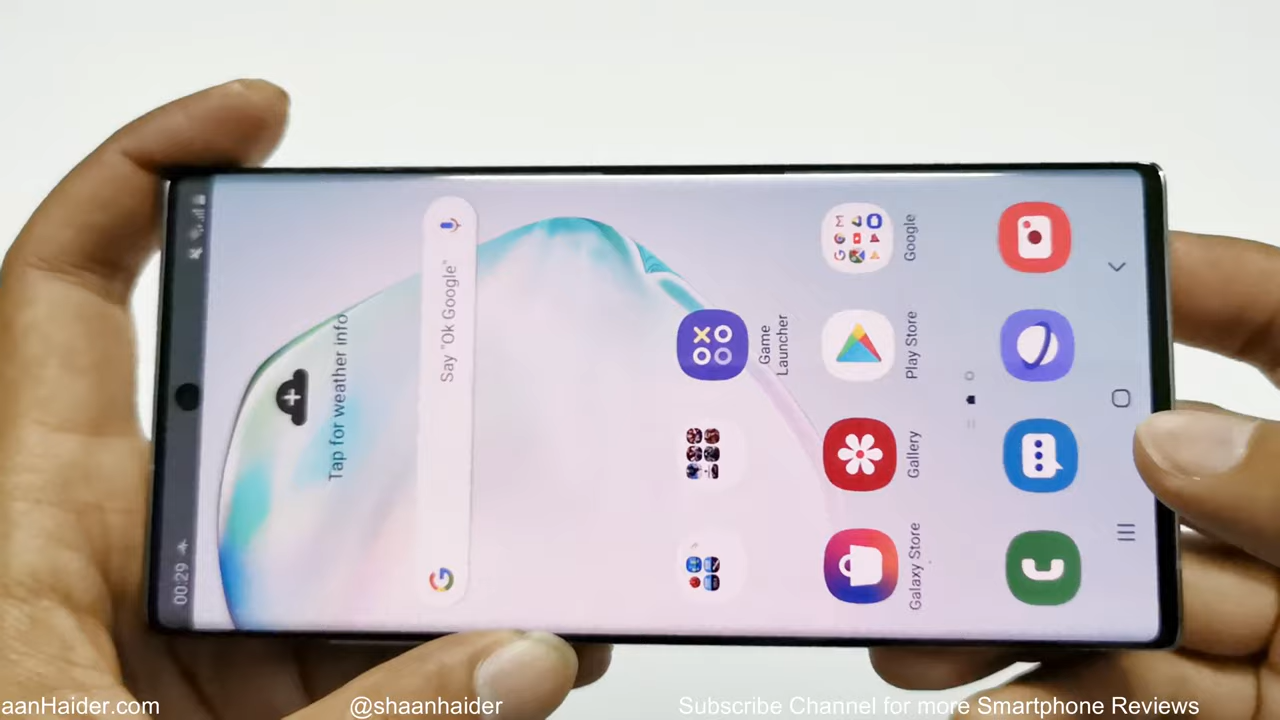 00:29
Tap for weather info
Say "Ok Google"
Game
Launcher
Google
Play Store
Gallery
Galaxy Store
aanHaider.com
@shaanhaider
Subscribe Channel for more Smartphone Reviews